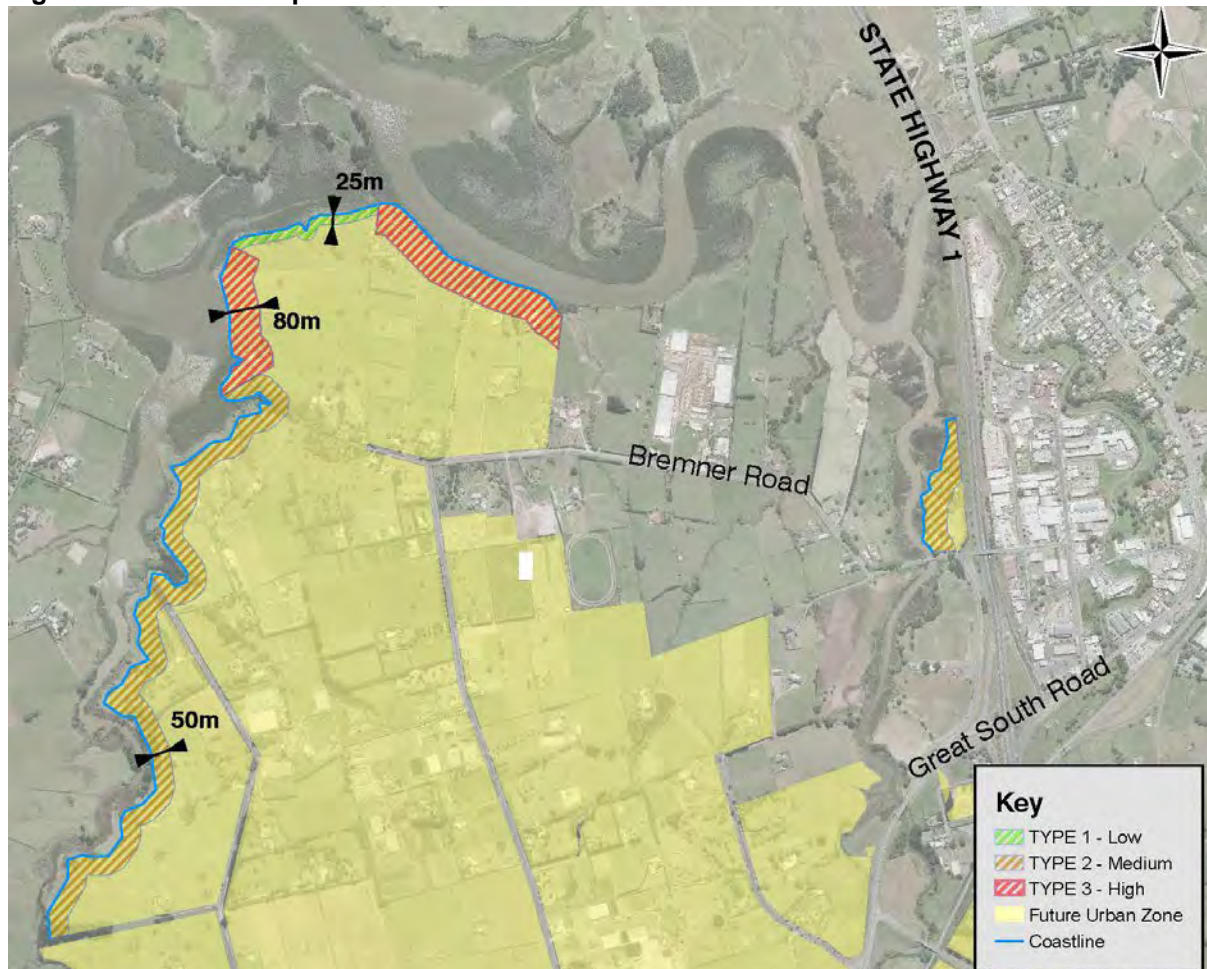 STATE HIGHWAY 1
25m
80m
Bremner Road
50m
Great South Road
Key
TYPE 1 - Low
TYPE 2 - Medium
TYPE 3 - High
Future Urban Zone
Coastline